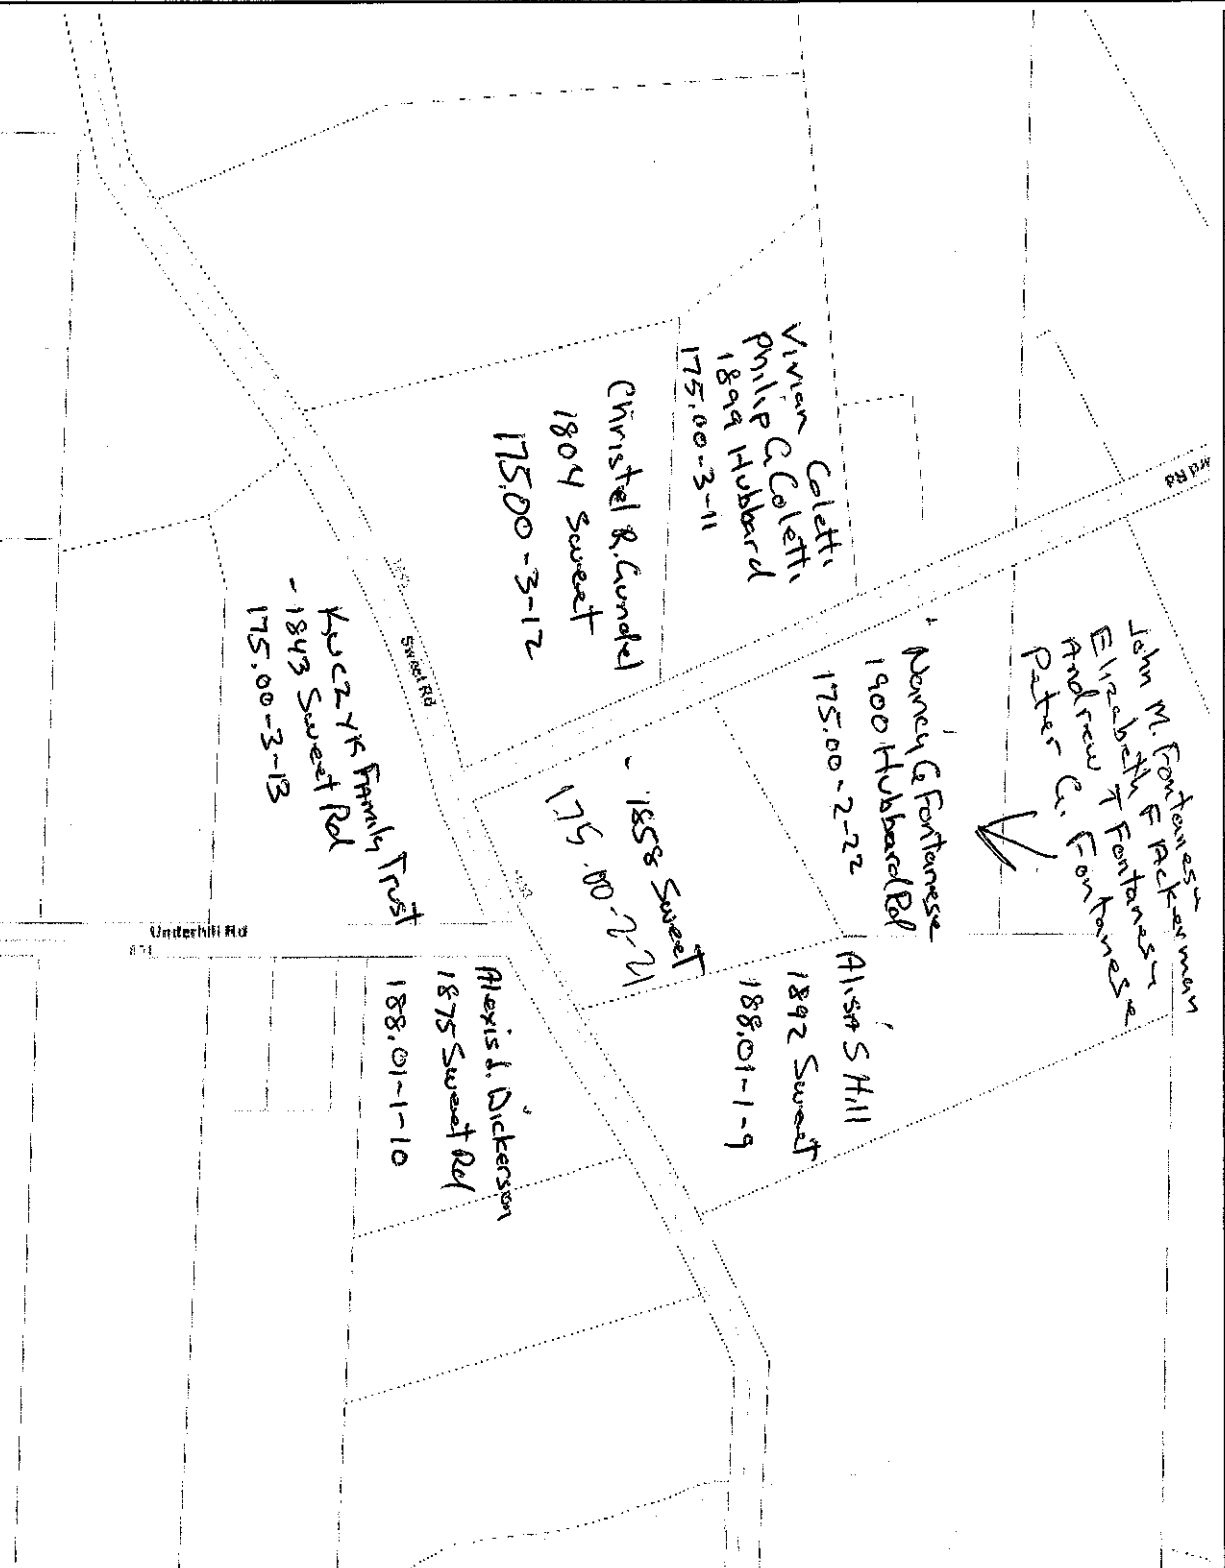 John M. Fontanese
Elizabeth F Ackerman
Andrew T Fontanese
Peter G. Fontanese
Nancy G Fontanese
1900 Hubbard Rd
175.00-2-22
Vivian Coletti
Philip G Coletti
1899 Hubbard
175.00-3-11
Christel R. Gundel
1804 Sweet
175.00-3-12
Alisa S Hill
1892 Sweet
188.01-1-9
- 1858 Sweet
175.00-2-21
Sweet Rd
Kwczyk Family Trust
- 1843 Sweet Rd
175.00-3-13
Alexis J. Dickerson
1875 Sweet Rd
188.01-1-10
Underhill Rd